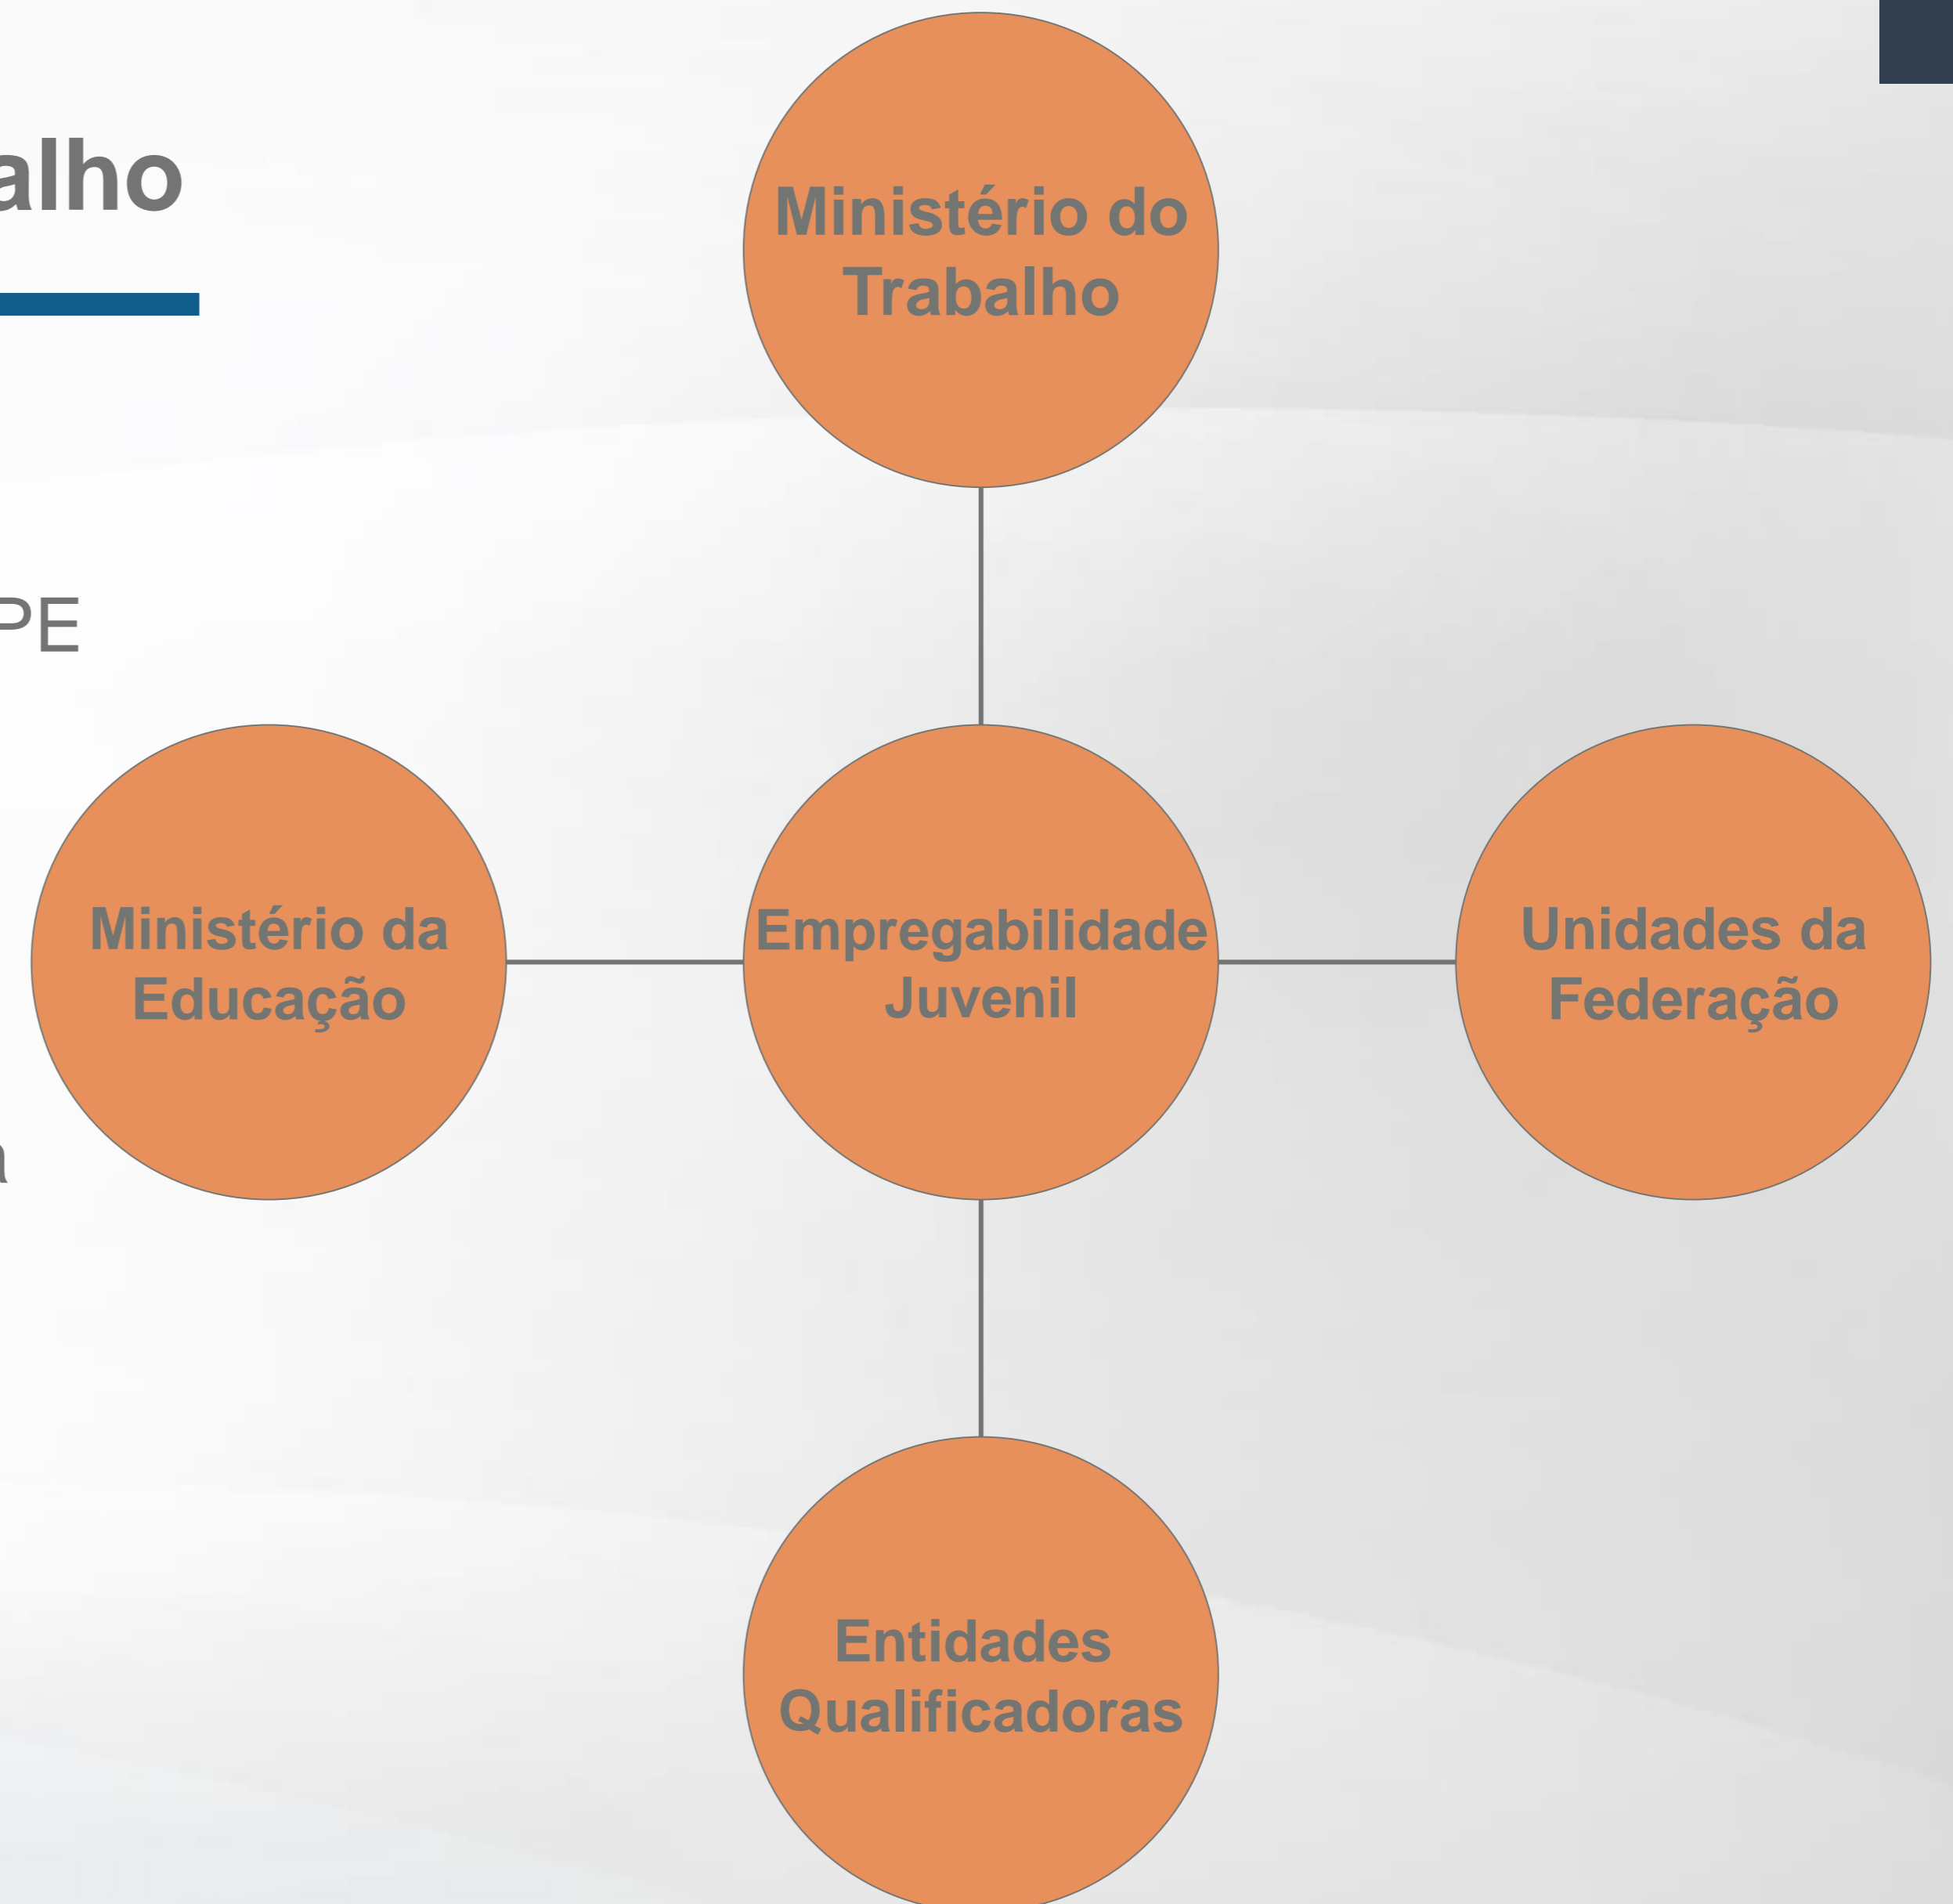 alho
Ministério do
Trabalho
PE
Ministério da
Educação
Empregabilidade
Juvenil
Unidades da
Federação
a
Entidades
Qualificadoras